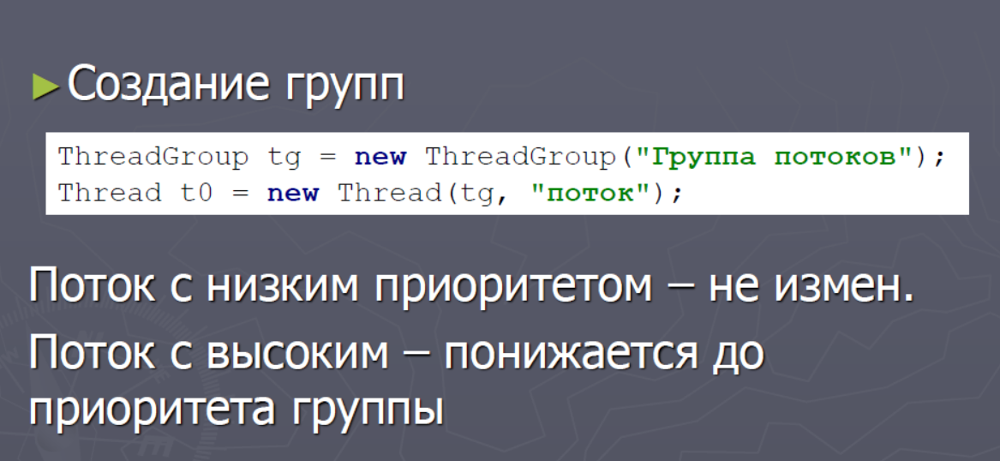 ►Создание групп
ThreadGroup tg = new ThreadGroup("Группа потоков");
Thread t0 = new Thread(tg, "поток");
Поток с низким приоритетом – не измен.
Поток с высоким – понижается до
приоритета группы